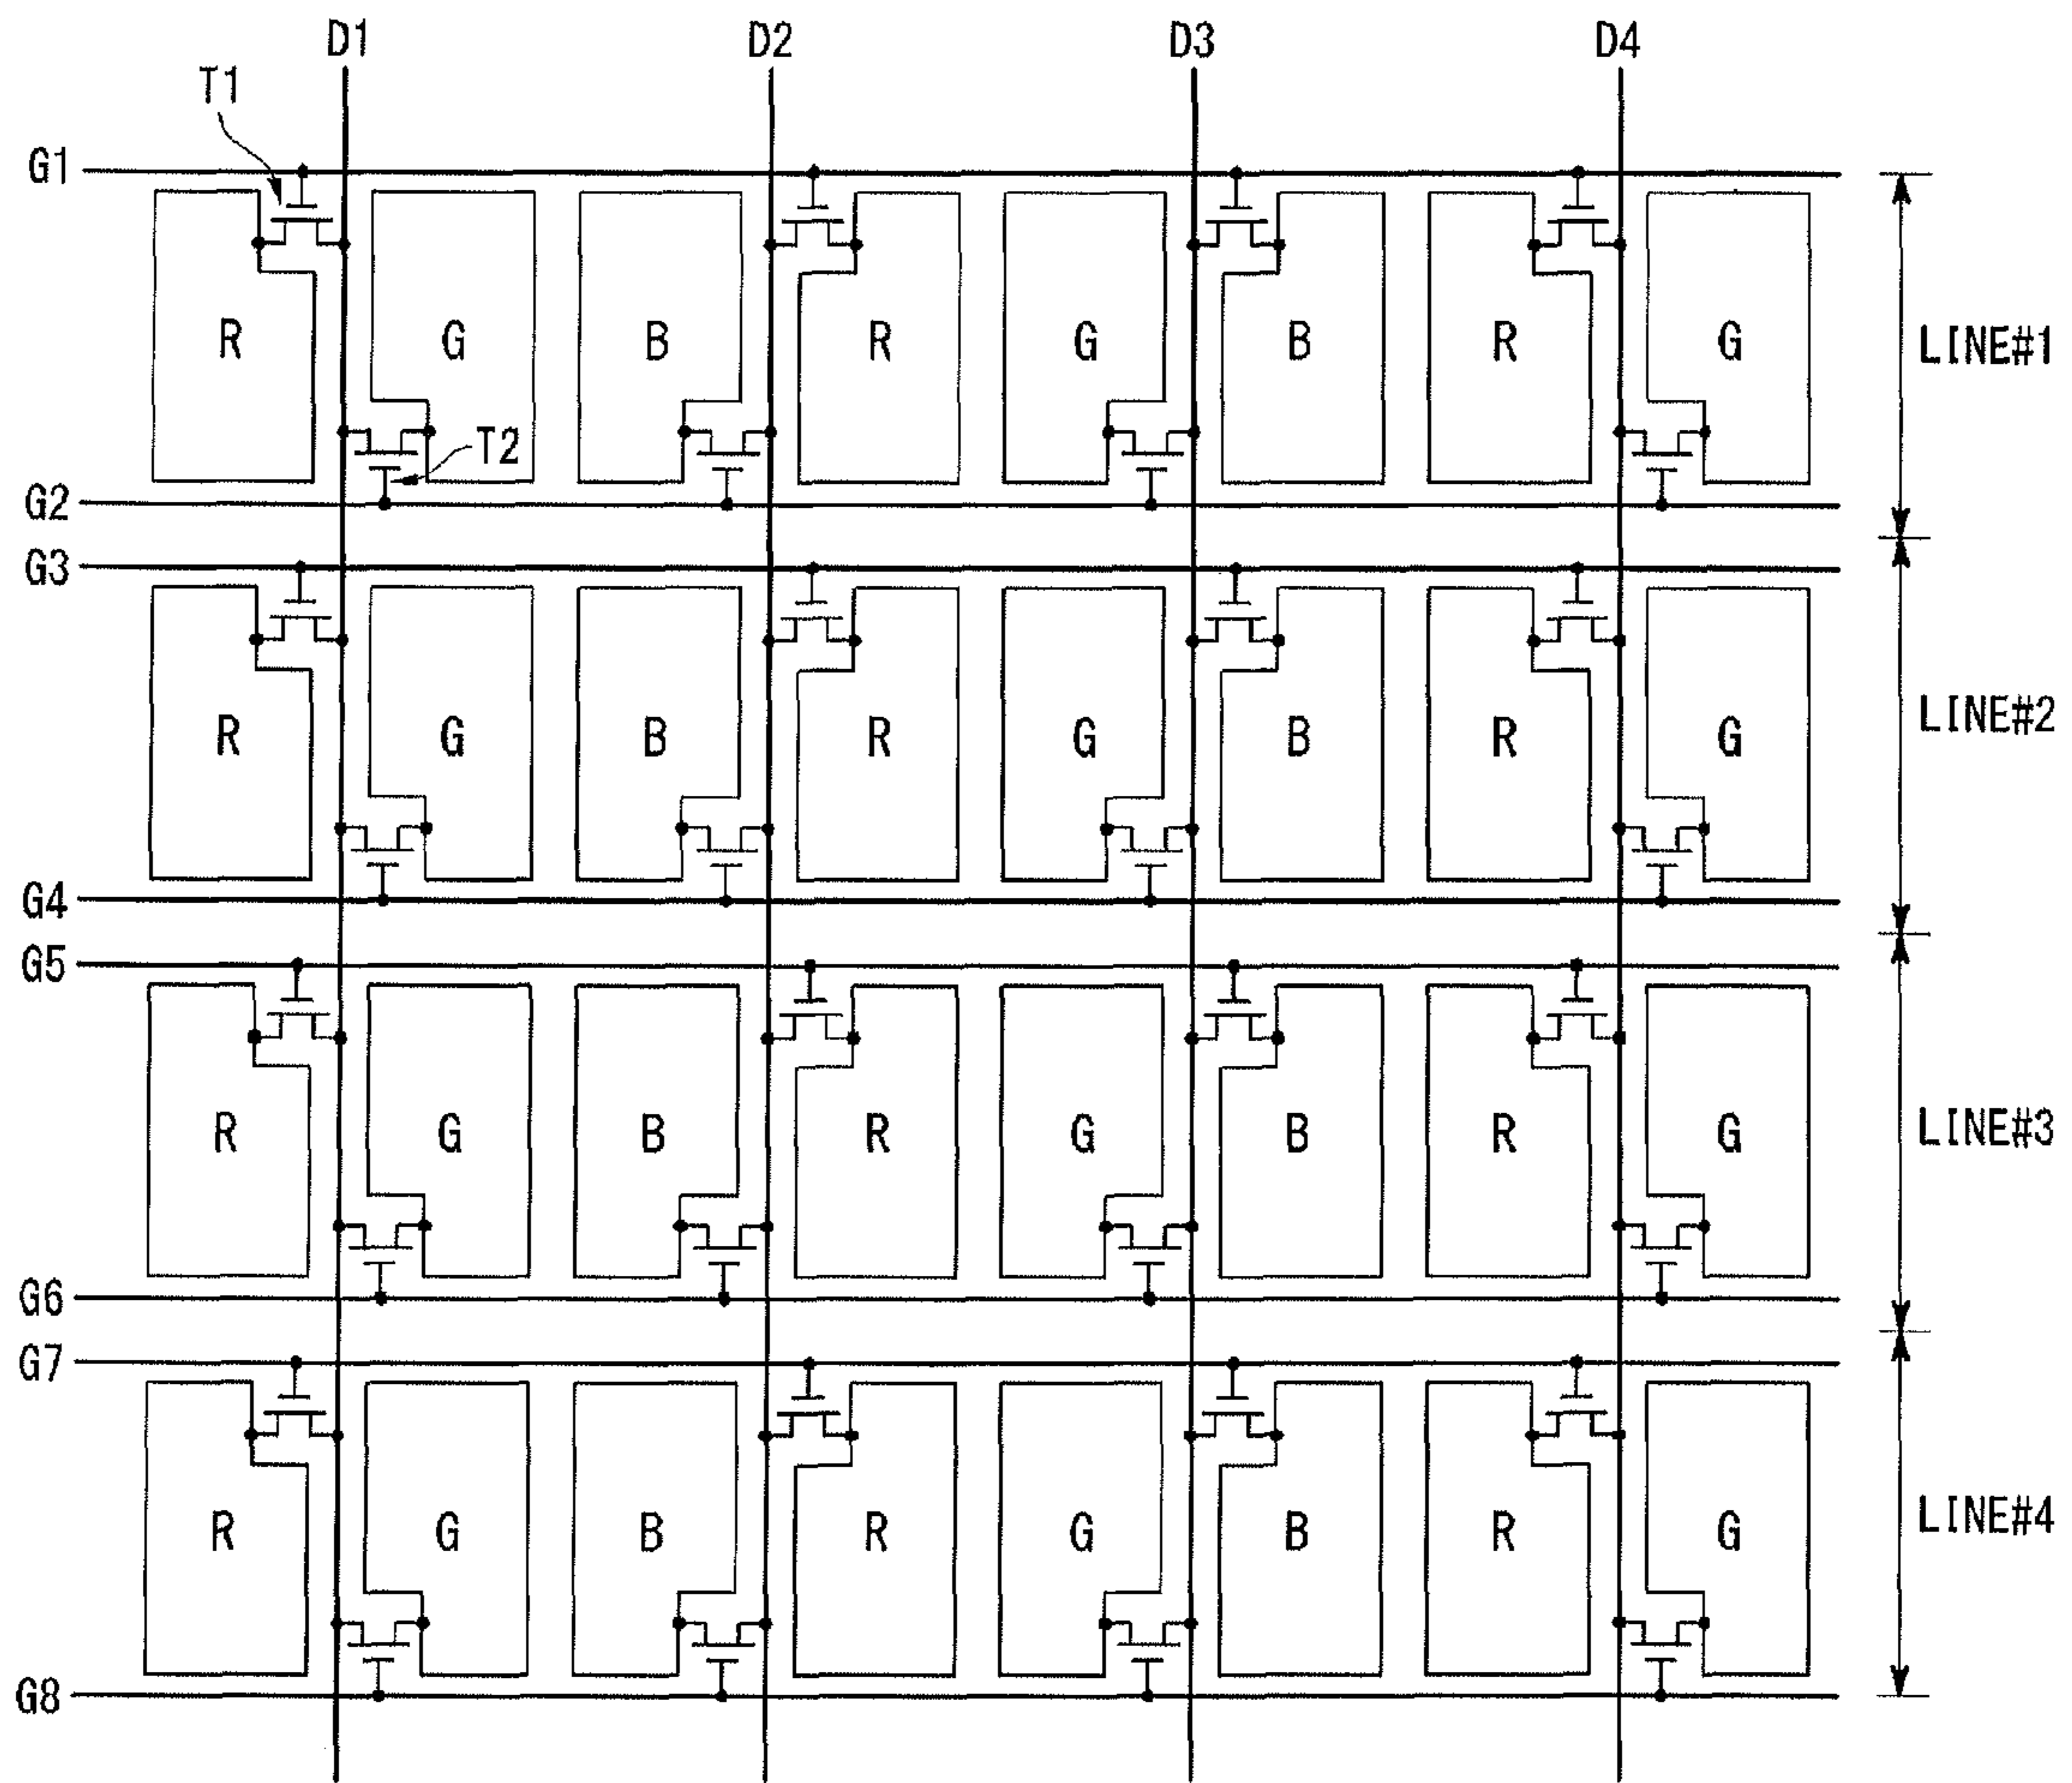 D1 D2 D3 D4
T1
G1
R G B R G B R G LINE#1
T2
G2
G3
R G B R G B R G LINE#2
G4
G5
R G B R G B R G LINE#3
G6
G7
R G B R G B R G LINE#4
G8